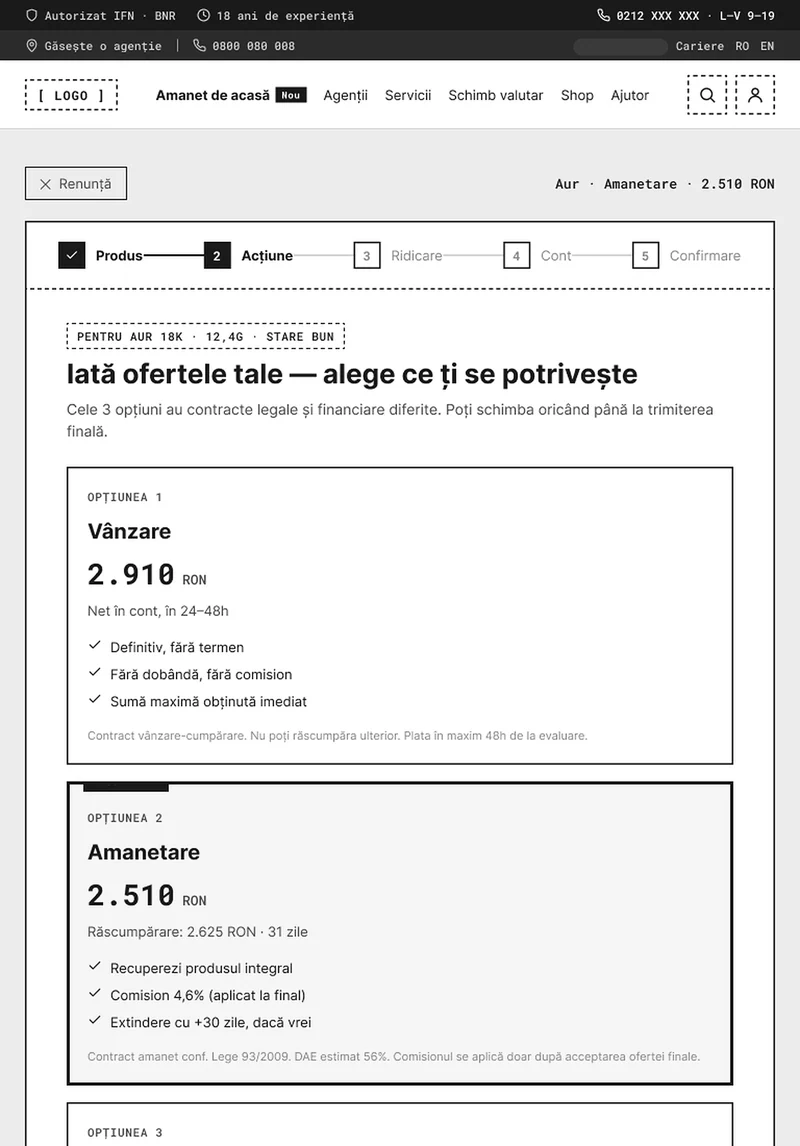 Autorizat IFN · BNR 18 ani de experiență 0212 XXX XXX · L–V 9–19
Găsește o agenție | 0800 080 008 Cariere RO EN
[ LOGO ] Amanet de acasă Nou Agenții Servicii Schimb valutar Shop Ajutor
Renunță Aur · Amanetare · 2.510 RON
Produs 2 Acțiune 3 Ridicare 4 Cont 5 Confirmare
PENTRU AUR 18K · 12,4G · STARE BUN
Iată ofertele tale — alege ce ți se potrivește
Cele 3 opțiuni au contracte legale și financiare diferite. Poți schimba oricând până la trimiterea
finală.
OPȚIUNEA 1
Vânzare
2.910 RON
Net în cont, în 24–48h
Definitiv, fără termen
Fără dobândă, fără comision
Sumă maximă obținută imediat
Contract vânzare-cumpărare. Nu poți răscumpăra ulterior. Plata în maxim 48h de la evaluare.
OPȚIUNEA 2
Amanetare
2.510 RON
Răscumpărare: 2.625 RON · 31 zile
Recuperezi produsul integral
Comision 4,6% (aplicat la final)
Extindere cu +30 zile, dacă vrei
Contract amanet conf. Lege 93/2009. DAE estimat 56%. Comisionul se aplică doar după acceptarea ofertei finale.
OPȚIUNEA 3